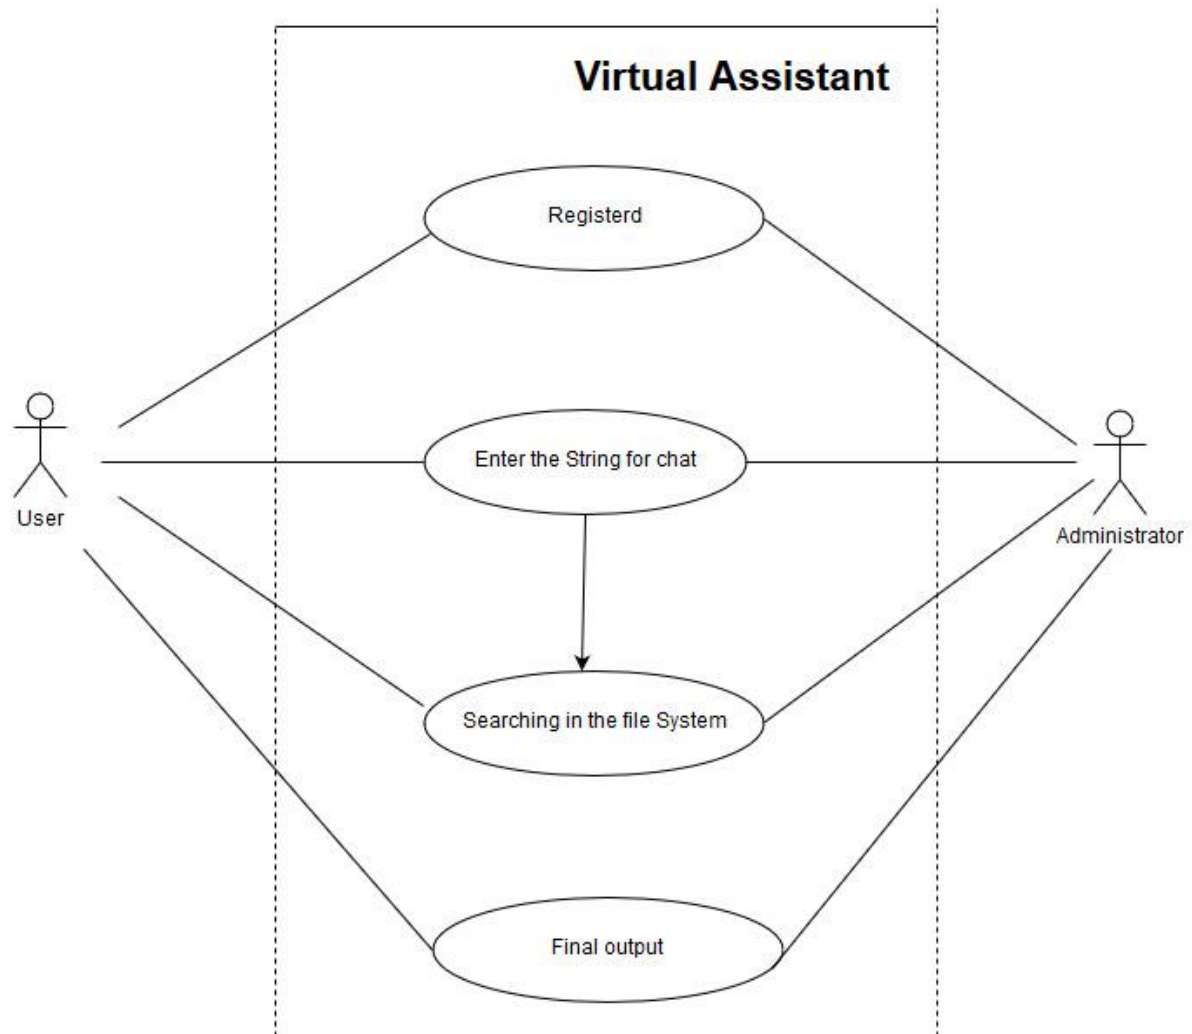 Virtual Assistant
Registerd
Enter the String for chat
User
Administrator
Searching in the file System
Final output